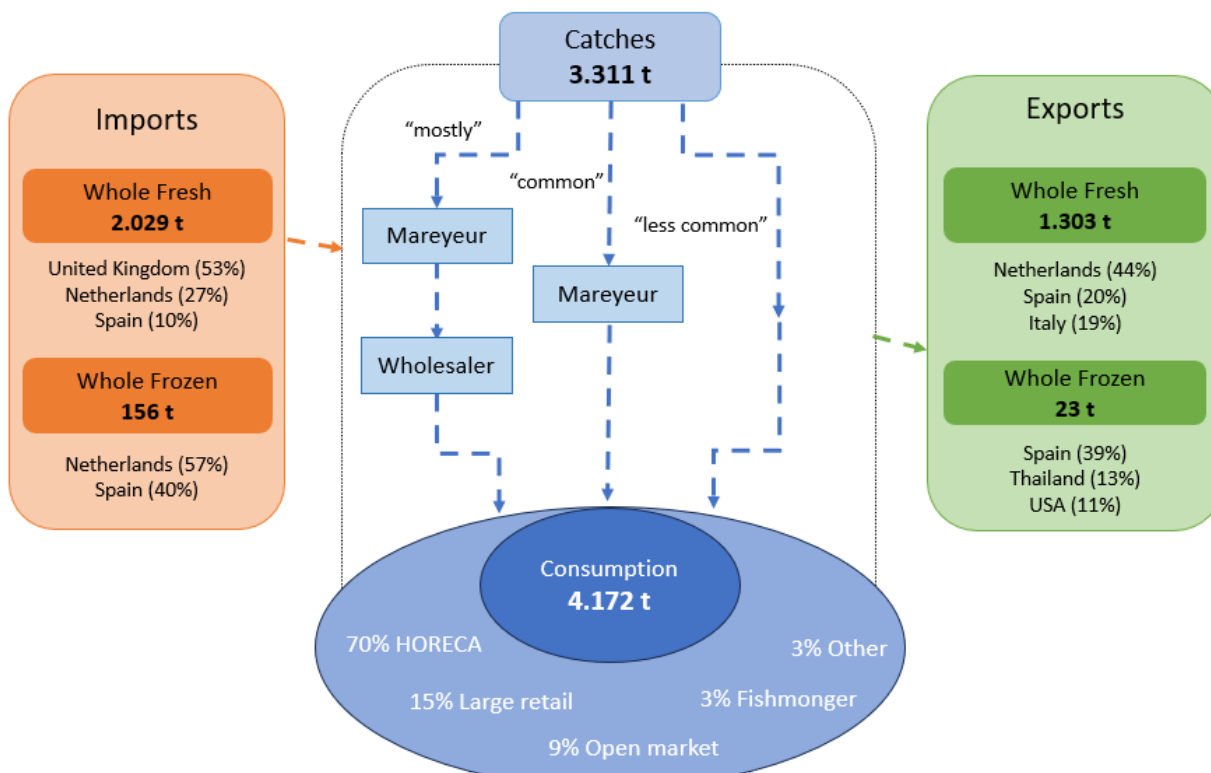 Catches
3.311 t
Imports
Whole Fresh
2.029 t
United Kingdom (53%)
Netherlands (27%)
Spain (10%)
Whole Frozen
156 t
Netherlands (57%)
Spain (40%)
“mostly”
“common”
“less common”
Mareyeur
Mareyeur
Wholesaler
Exports
Whole Fresh
1.303 t
Netherlands (44%)
Spain (20%)
Italy (19%)
Whole Frozen
23 t
Spain (39%)
Thailand (13%)
USA (11%)
Consumption
4.172 t
70% HORECA
3% Other
15% Large retail
3% Fishmonger
9% Open market